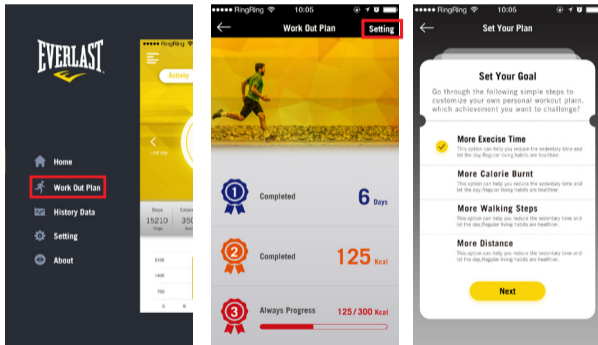 EVERLAST
Home
Work Out Plan
History Data
Setting
About
RingRing
Activity
Last day
Steps
15210
Steps
350
2100
1400
700
0
6
RingRing
10:05
Work Out Plan
Setting
1
Completed
6 Days
2
Completed
125 Kcal
3
Always Progress
125/300 Kcal
RingRing
10:05
Set Your Plan
Set Your Goal
Go through the following simple steps to
customize your own personal workout plain,
which achievement you want to challenge?
More Execise Time
This option can help you reduce the sedentary time and
let the day.Regular living habits are healthier.
More Calorie Burnt
This option can help you reduce the sedentary time and
let the day.Regular living habits are healthier.
More Walking Steps
This option can help you reduce the sedentary time and
let the day.Regular living habits are healthier.
More Distance
This option can help you reduce the sedentary time and
let the day.Regular living habits are healthier.
Next